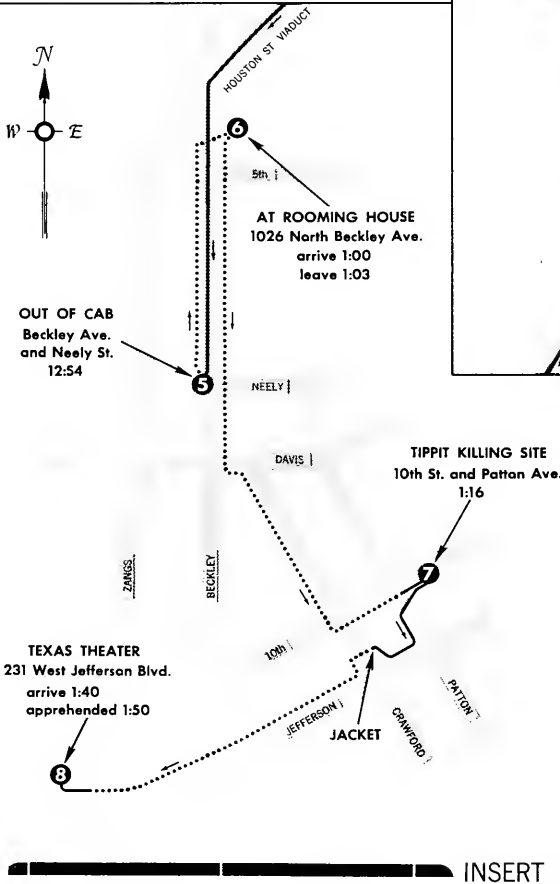 HOUSTON ST VIADUCT
N
W
E
6
5th
AT ROOMING HOUSE
1026 North Beckley Ave.
arrive 1:00
leave 1:03
OUT OF CAB
Beckley Ave.
and Neely St.
12:54
5
NEELY
DAVIS
TIPPIT KILLING SITE
10th St. and Patton Ave.
1:16
7
ZANGS
BECKLEY
10th
TEXAS THEATER
231 West Jefferson Blvd.
arrive 1:40
apprehended 1:50
JEFFERSON
JACKET
CRAWFORD
PATTON
8
INSERT